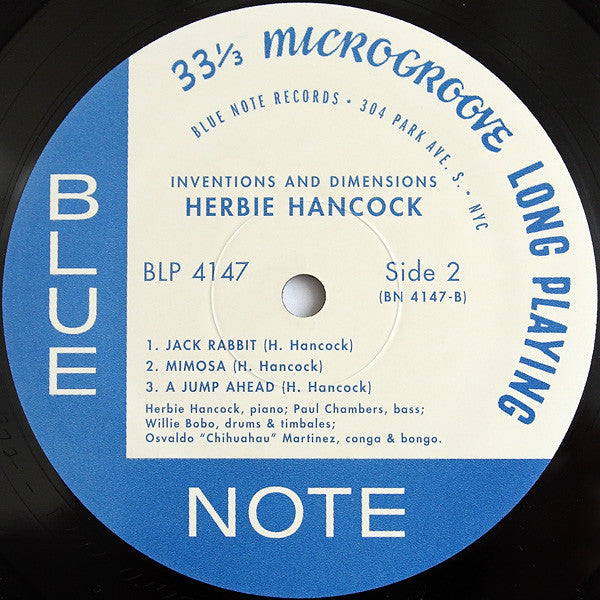 33⅓ MICROGROOVE LONG PLAYING
BLUE NOTE RECORDS • 304 PARK AVE. S. • NYC
INVENTIONS AND DIMENSIONS
HERBIE HANCOCK
BLP 4147
Side 2
(BN 4147-B)
1. JACK RABBIT (H. Hancock)
2. MIMOSA (H. Hancock)
3. A JUMP AHEAD (H. Hancock)
Herbie Hancock, piano; Paul Chambers, bass;
Willie Bobo, drums & timbales;
Osvaldo “Chihuahau” Martinez, conga & bongo.
BLUE
NOTE